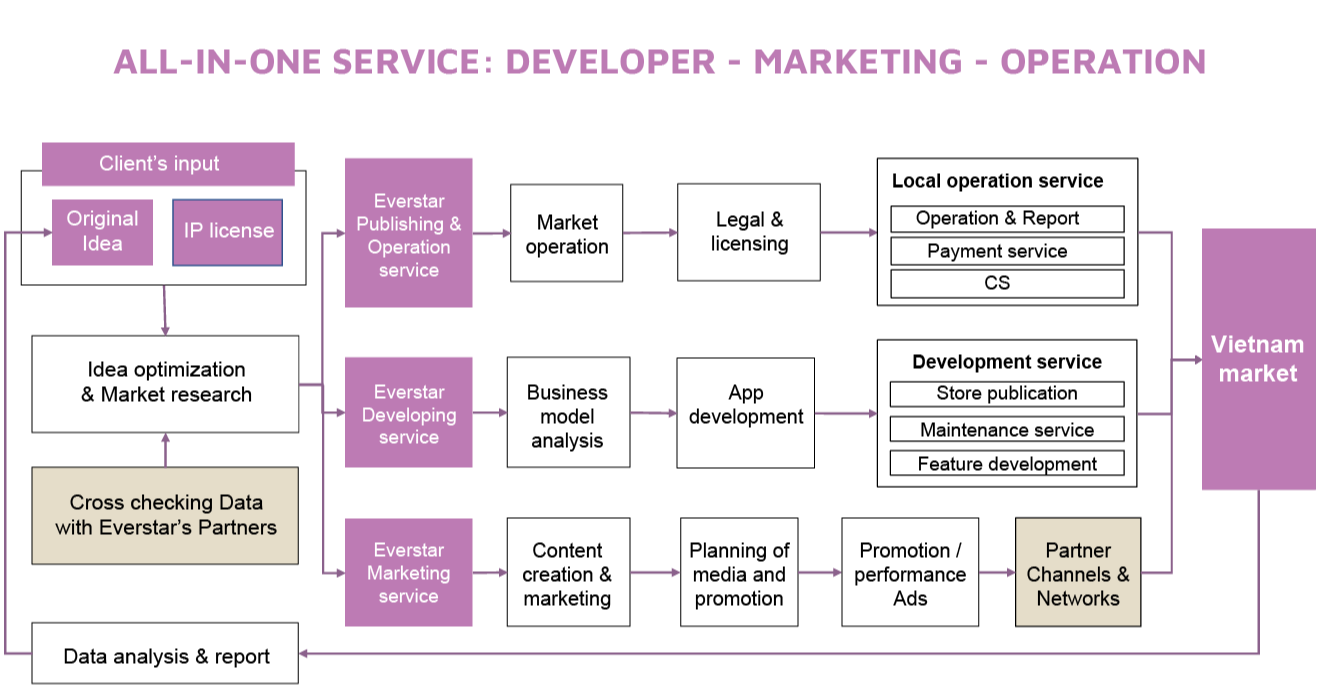 ALL-IN-ONE SERVICE: DEVELOPER - MARKETING - OPERATION
Client's input
Original
Idea
IP license
Idea optimization
& Market research
Cross checking Data
with Everstar's Partners
Data analysis & report
Everstar
Publishing &
Operation
service
Market
operation
Legal &
licensing
Local operation service
Operation & Report
Payment service
CS
Everstar
Developing
service
Business
model
analysis
App
development
Development service
Store publication
Maintenance service
Feature development
Everstar
Marketing
service
Content
creation &
marketing
Planning of
media and
promotion
Promotion /
performance
Ads
Partner
Channels &
Networks
Vietnam
market